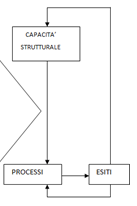 CAPACITA'
STRUTTURALE
PROCESSI
ESITI